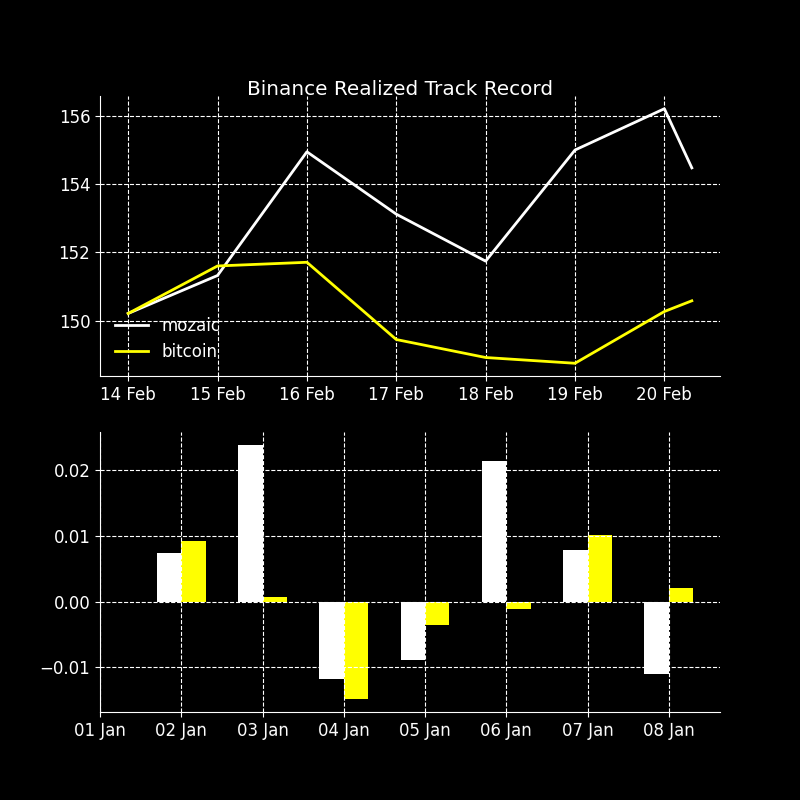 Binance Realized Track Record
156
154
152
150
mozaic
bitcoin
14 Feb 15 Feb 16 Feb 17 Feb 18 Feb 19 Feb 20 Feb
0.02
0.01
0.00
−0.01
01 Jan 02 Jan 03 Jan 04 Jan 05 Jan 06 Jan 07 Jan 08 Jan